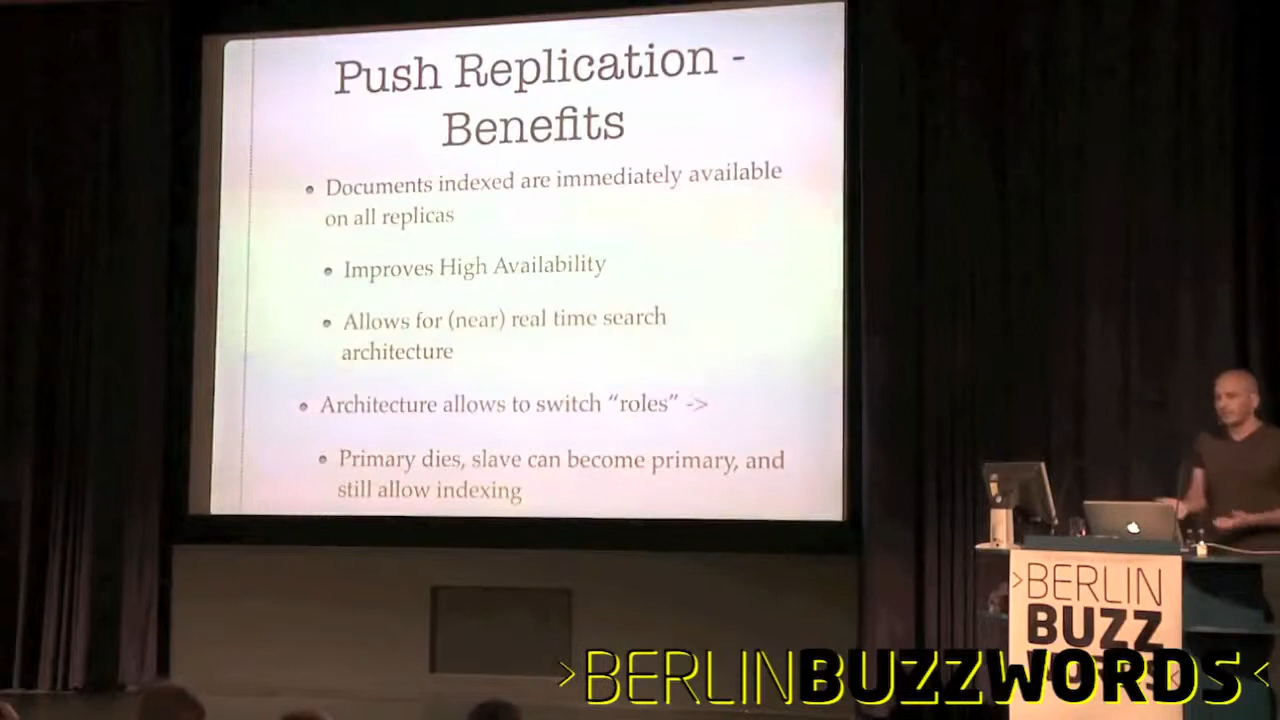 Push Replication -
Benefits
Documents indexed are immediately available
on all replicas
Improves High Availability
Allows for (near) real time search
architecture
Architecture allows to switch “roles” ->
Primary dies, slave can become primary, and
still allow indexing
>BERLIN
BUZZ
>BERLINBUZZWORDS<